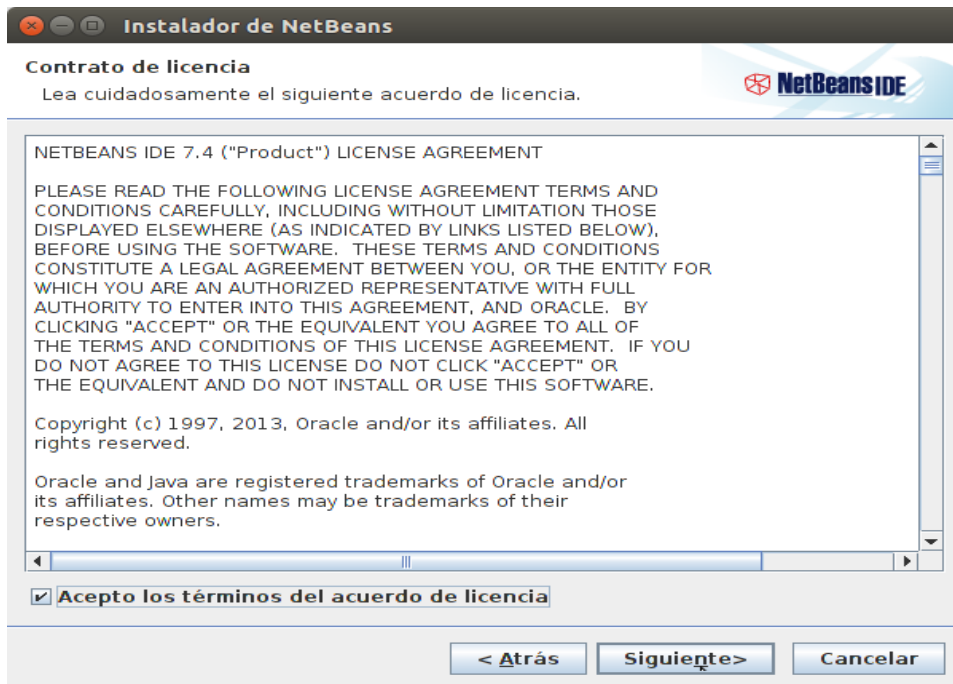 Instalador de NetBeans
Contrato de licencia
Lea cuidadosamente el siguiente acuerdo de licencia.
NetBeans IDE
NETBEANS IDE 7.4 ("Product") LICENSE AGREEMENT
PLEASE READ THE FOLLOWING LICENSE AGREEMENT TERMS AND
CONDITIONS CAREFULLY, INCLUDING WITHOUT LIMITATION THOSE
DISPLAYED ELSEWHERE (AS INDICATED BY LINKS LISTED BELOW),
BEFORE USING THE SOFTWARE.  THESE TERMS AND CONDITIONS
CONSTITUTE A LEGAL AGREEMENT BETWEEN YOU, OR THE ENTITY FOR
WHICH YOU ARE AN AUTHORIZED REPRESENTATIVE WITH FULL
AUTHORITY TO ENTER INTO THIS AGREEMENT, AND ORACLE.  BY
CLICKING "ACCEPT" OR THE EQUIVALENT YOU AGREE TO ALL OF
THE TERMS AND CONDITIONS OF THIS LICENSE AGREEMENT.  IF YOU
DO NOT AGREE TO THIS LICENSE DO NOT CLICK "ACCEPT" OR
THE EQUIVALENT AND DO NOT INSTALL OR USE THIS SOFTWARE.
Copyright (c) 1997, 2013, Oracle and/or its affiliates. All
rights reserved.
Oracle and Java are registered trademarks of Oracle and/or
its affiliates. Other names may be trademarks of their
respective owners.
Acepto los términos del acuerdo de licencia
< Atrás
Siguiente>
Cancelar